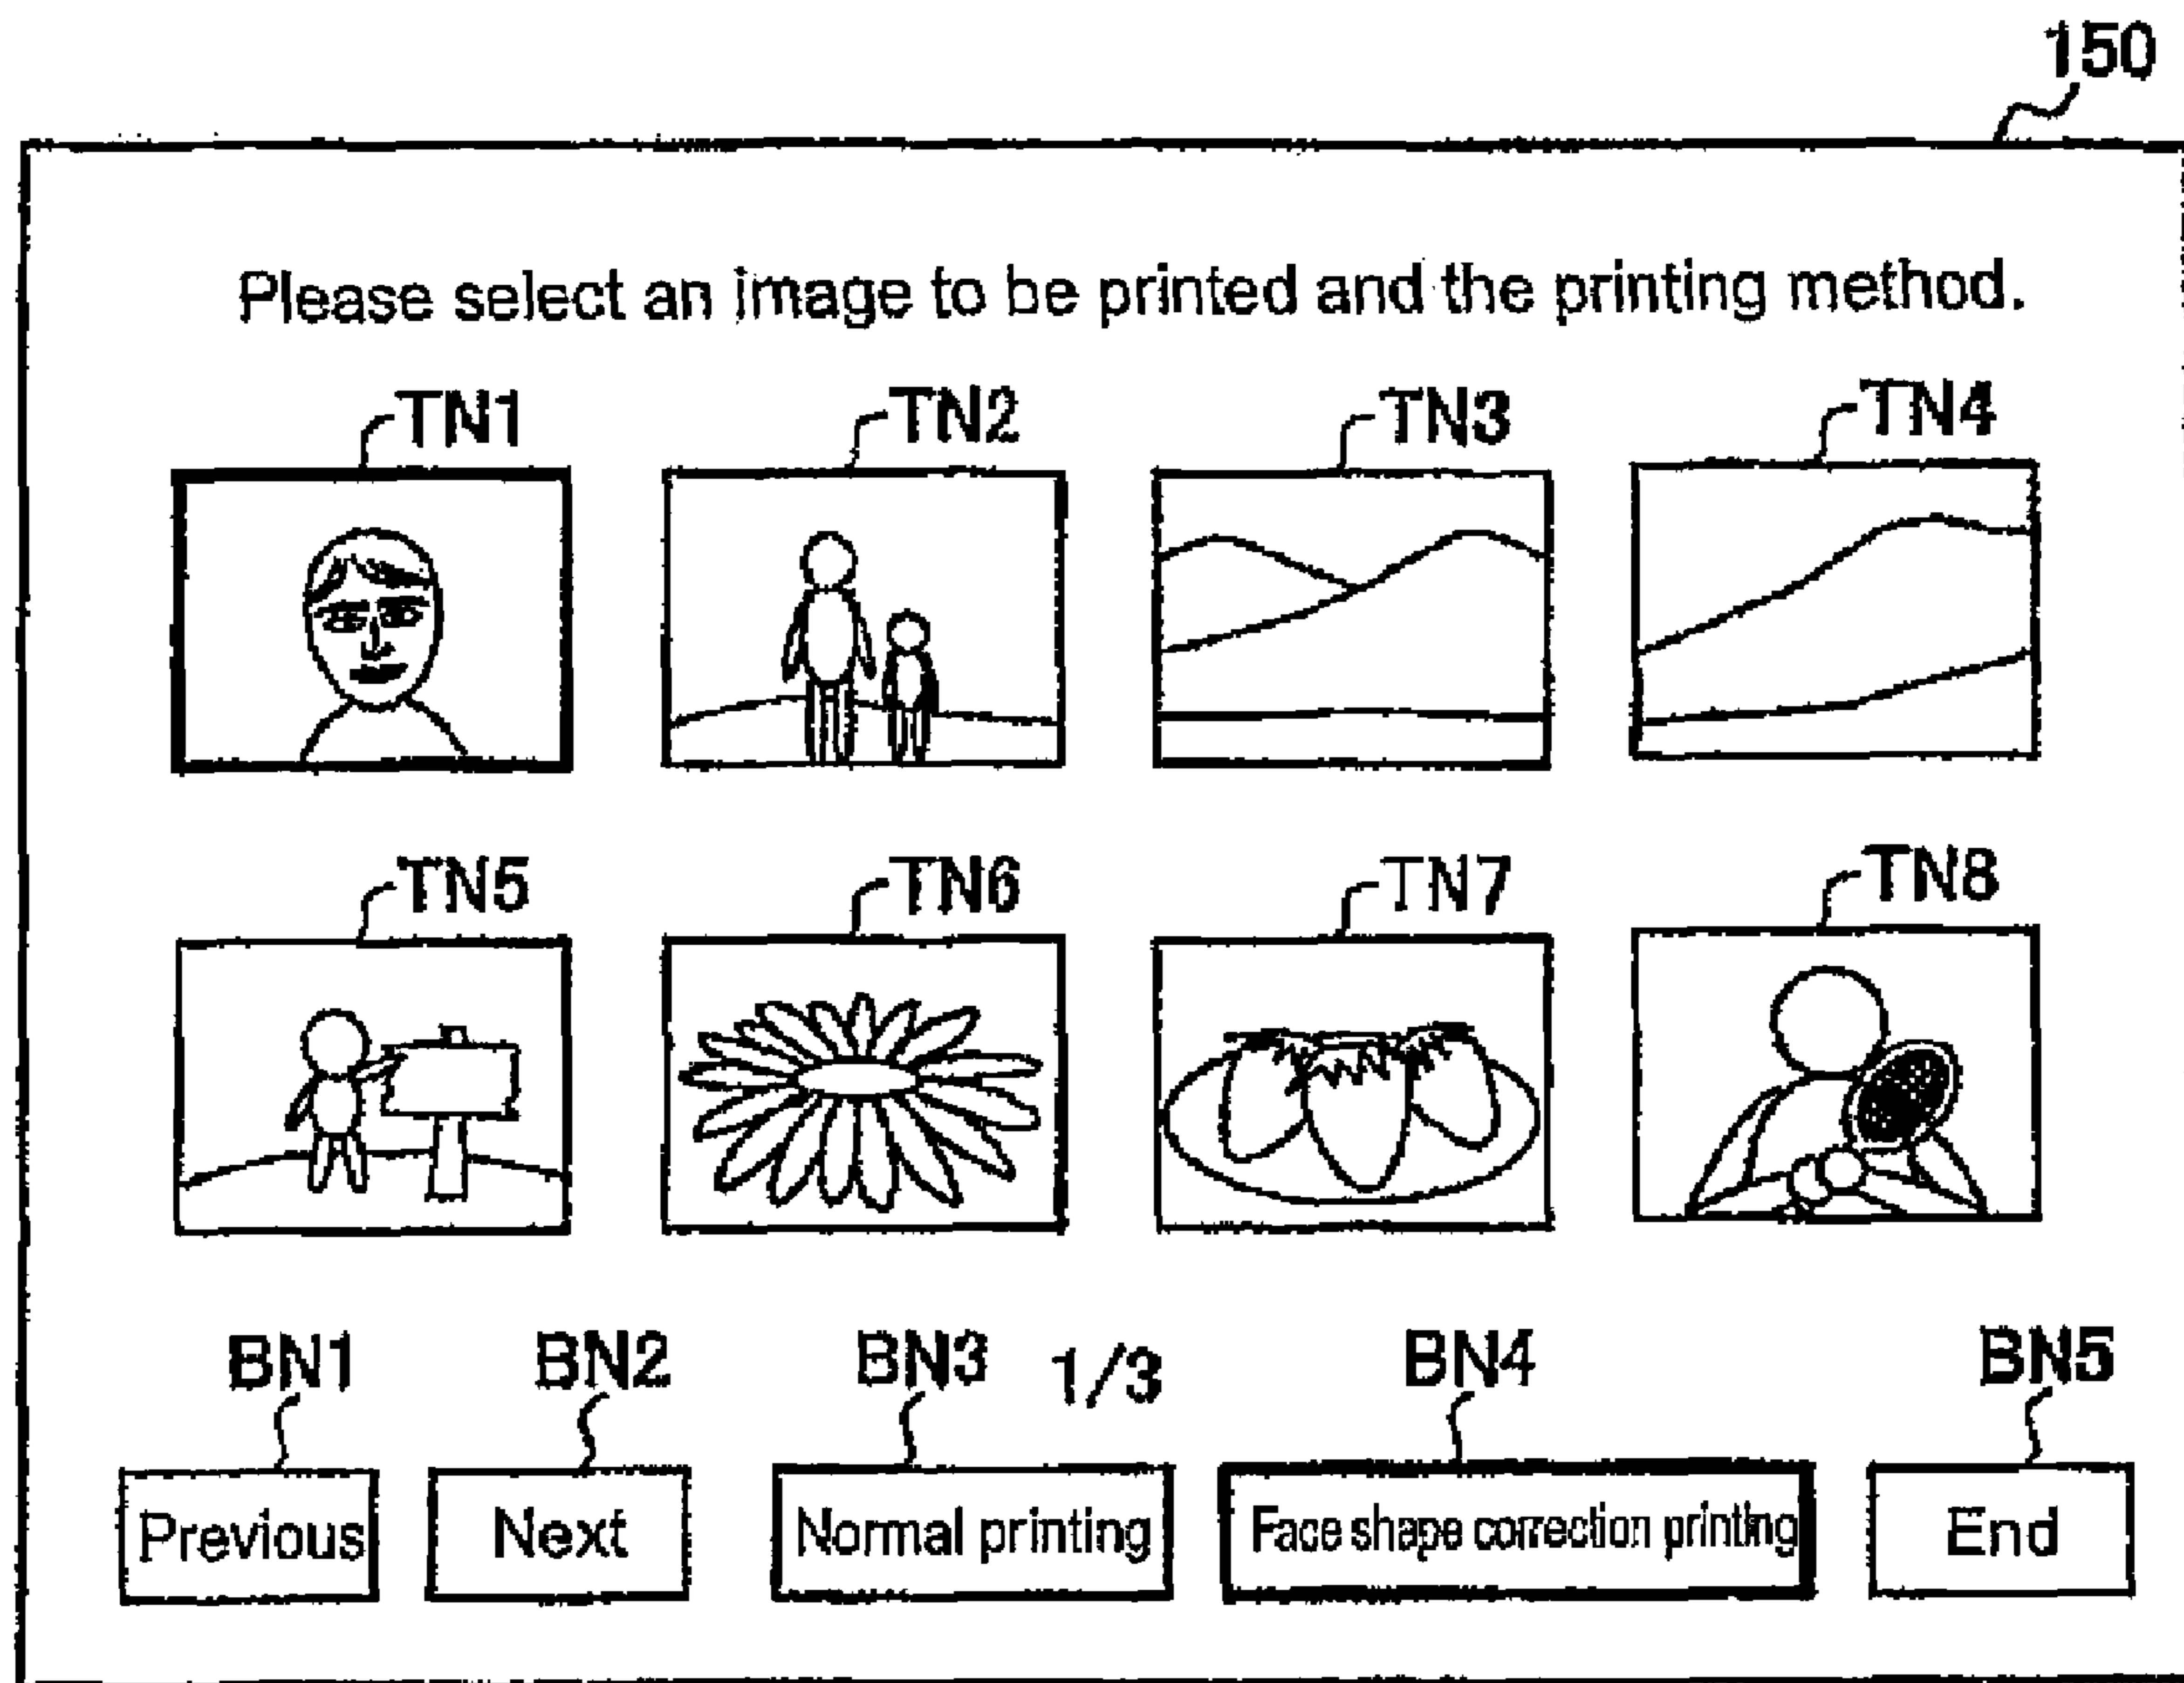 150
Please select an image to be printed and the printing method.
TN1 TN2 TN3 TN4
TN5 TN6 TN7 TN8
BN1 BN2 BN3 1/3 BN4 BN5
Previous Next Normal printing Face shape correction printing End